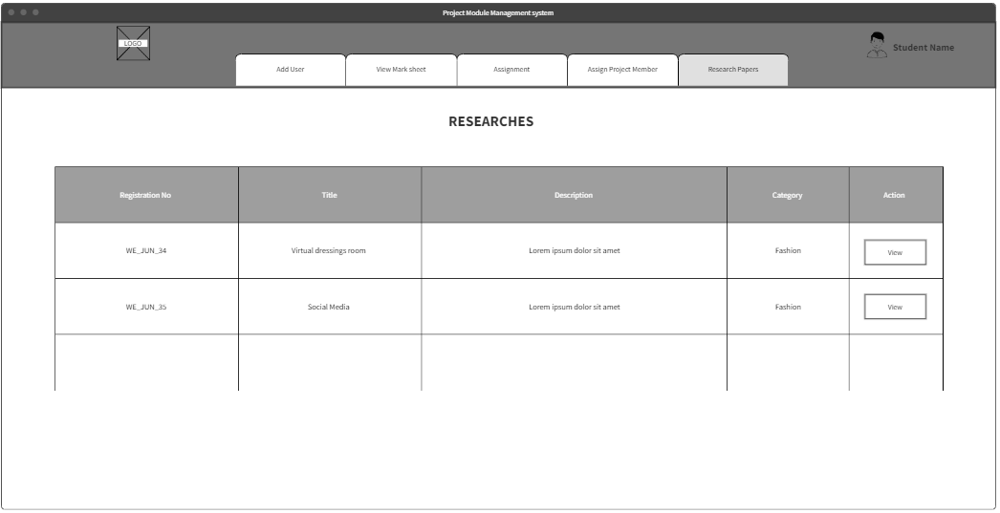 Project Module Management system
LOGO
Student Name
Add User
View Mark sheet
Assignment
Assign Project Member
Research Papers
RESEARCHES
Registration No
Title
Description
Category
Action
WE_JUN_34
Virtual dressings room
Lorem ipsum dolor sit amet
Fashion
View
WE_JUN_35
Social Media
Lorem ipsum dolor sit amet
Fashion
View